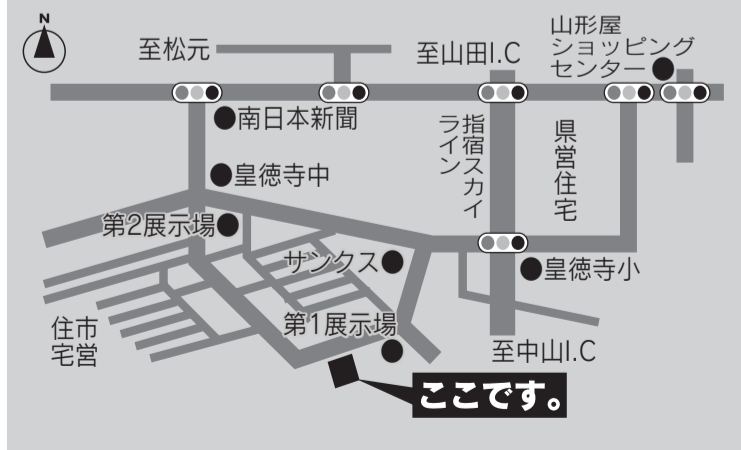 N
至松元
至山田I.C
山形屋
ショッピング
センター
南日本新聞
指宿スカイ
ライン
県営住宅
皇徳寺中
第2展示場
サンクス
皇徳寺小
第1展示場
市営
住宅
至中山I.C
ここです。